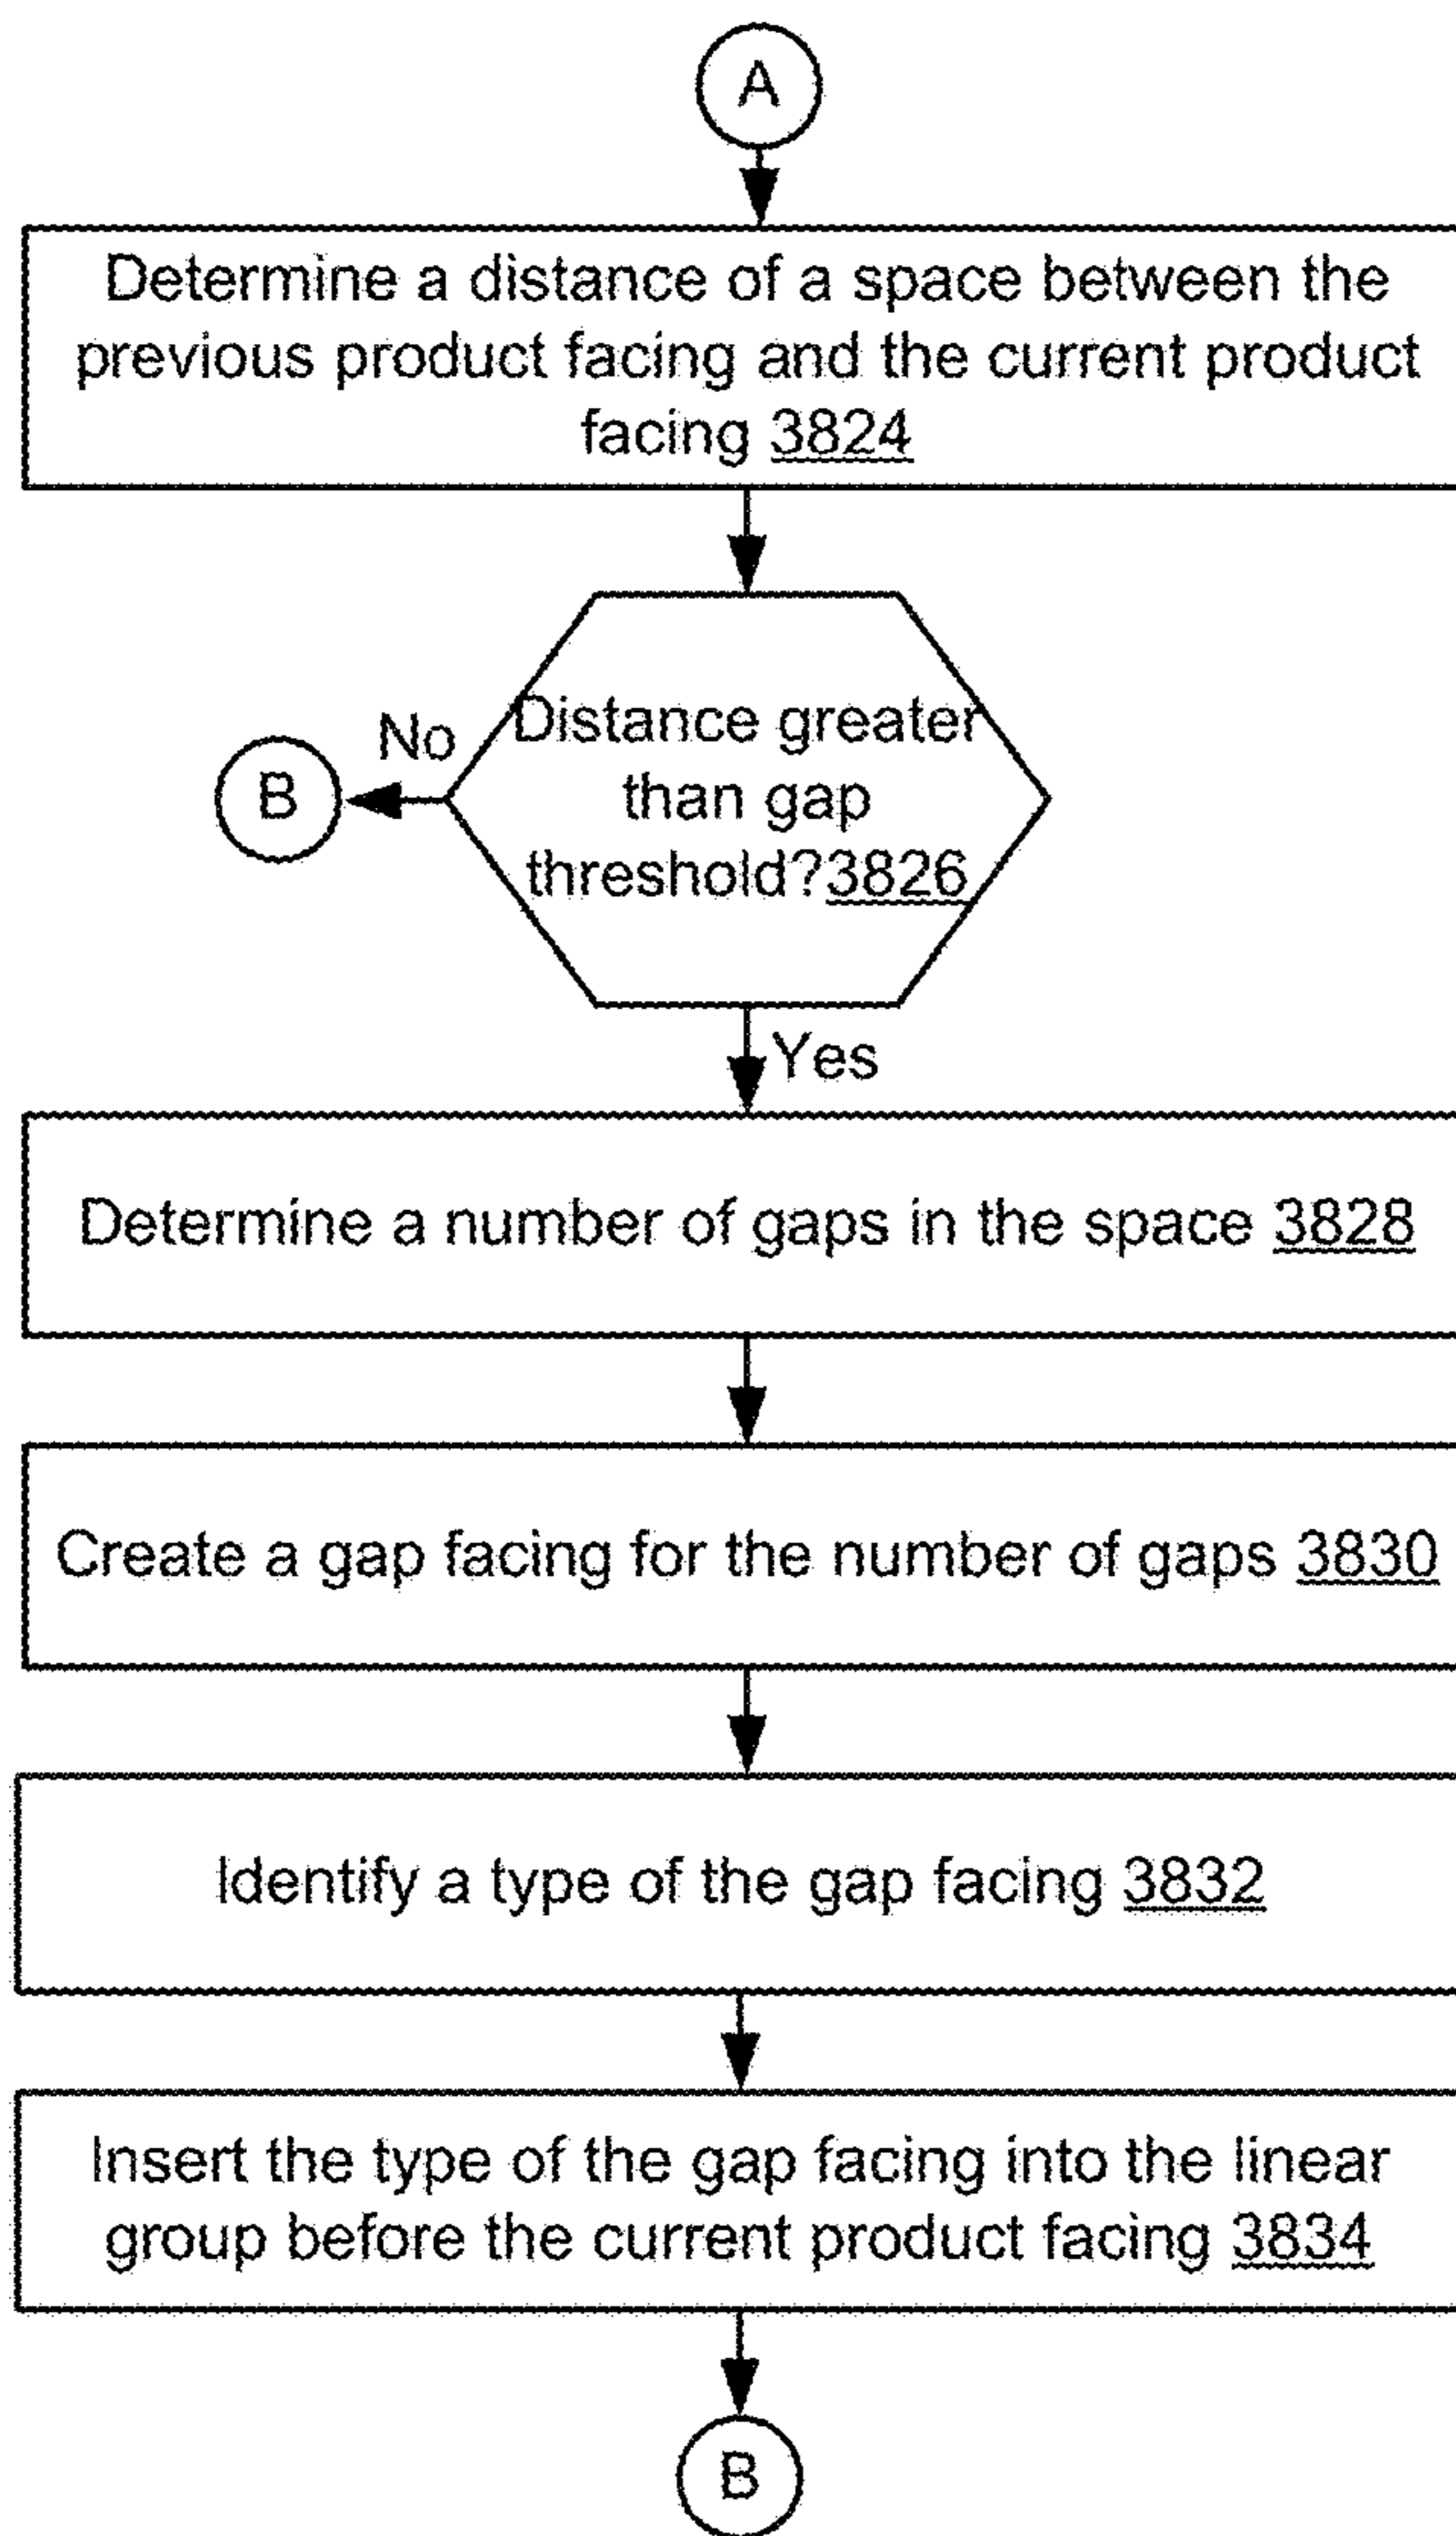 A
Determine a distance of a space between the
previous product facing and the current product
facing 3824
Distance greater
than gap
threshold?3826
No
B
Yes
Determine a number of gaps in the space 3828
Create a gap facing for the number of gaps 3830
Identify a type of the gap facing 3832
Insert the type of the gap facing into the linear
group before the current product facing 3834
B